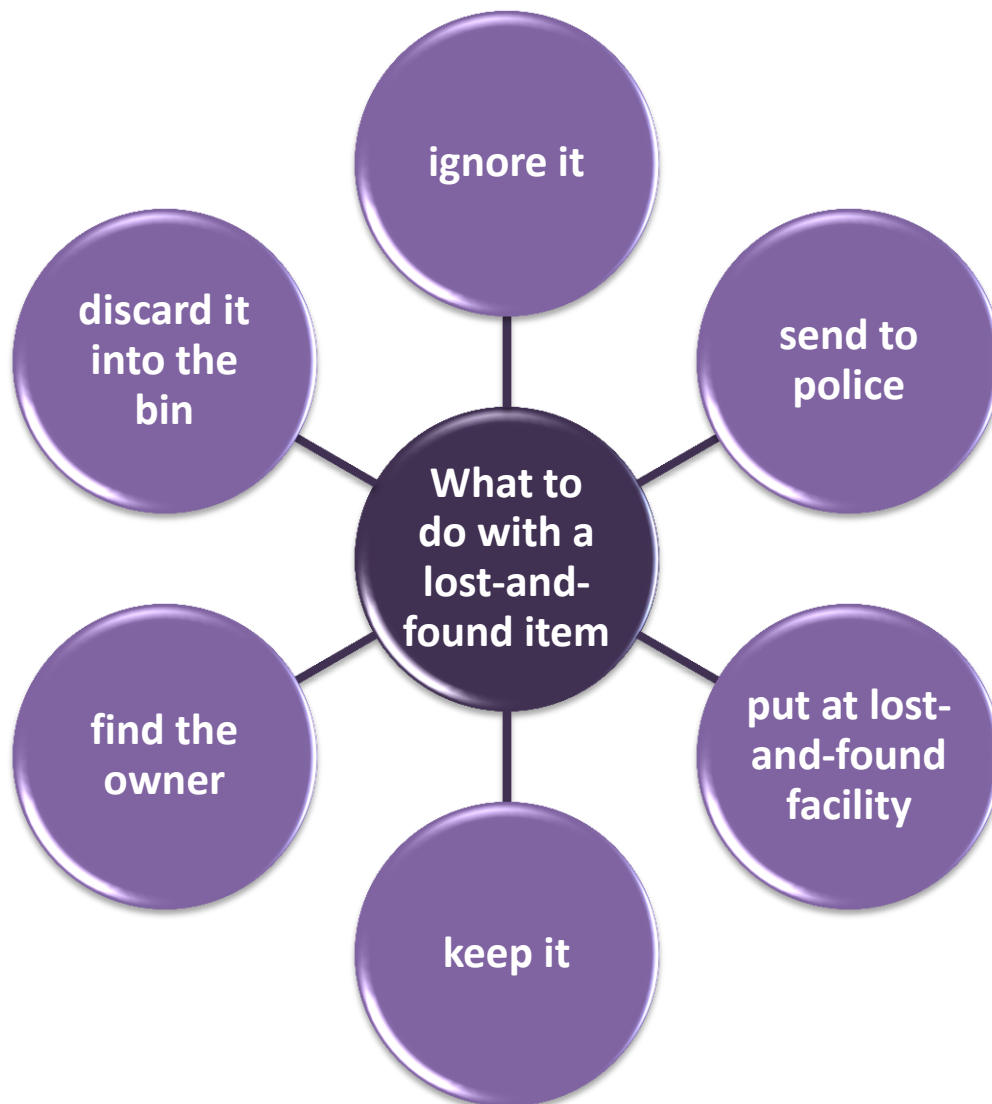 ignore it
discard it
into the
bin
send to
police
What to
do with a
lost-and-
found item
find the
owner
put at lost-
and-found
facility
keep it